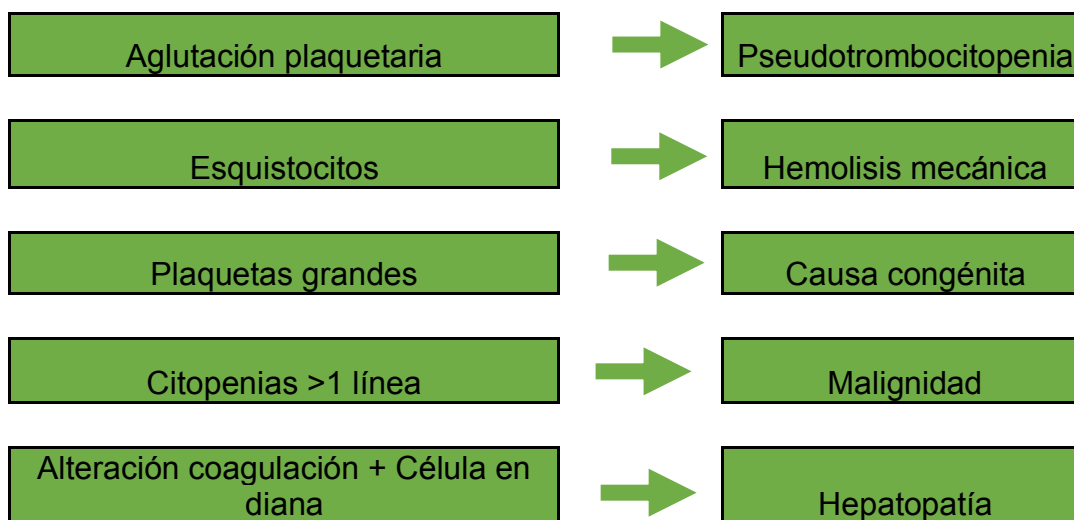 Aglutación plaquetaria
Pseudotrombocitopenia
Esquistocitos
Hemolisis mecánica
Plaquetas grandes
Causa congénita
Citopenias >1 línea
Malignidad
Alteración coagulación + Célula en
diana
Hepatopatía